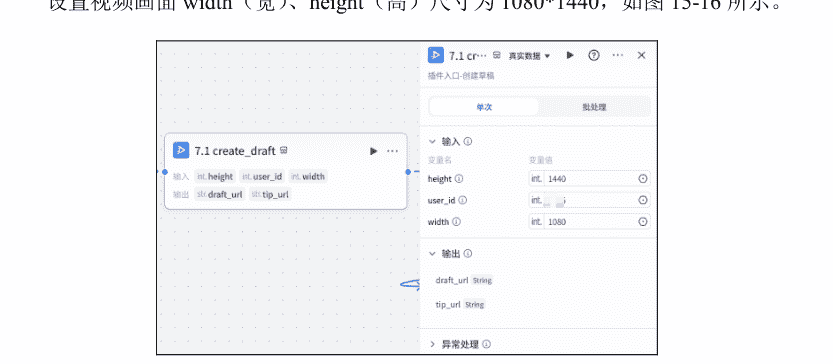 设置视频画面 width（宽）、height（高）尺寸为 1080*1440，如图 15-16 所示。
7.1 cr··· 真实数据
插件入口-创建草稿
单次 批处理
7.1 create_draft
输入 int.height int.user_id int.width
输出 str.draft_url str.tip_url
输入
变量名 变量值
height int. 1440
user_id int.
width int. 1080
输出
draft_url String
tip_url String
异常处理